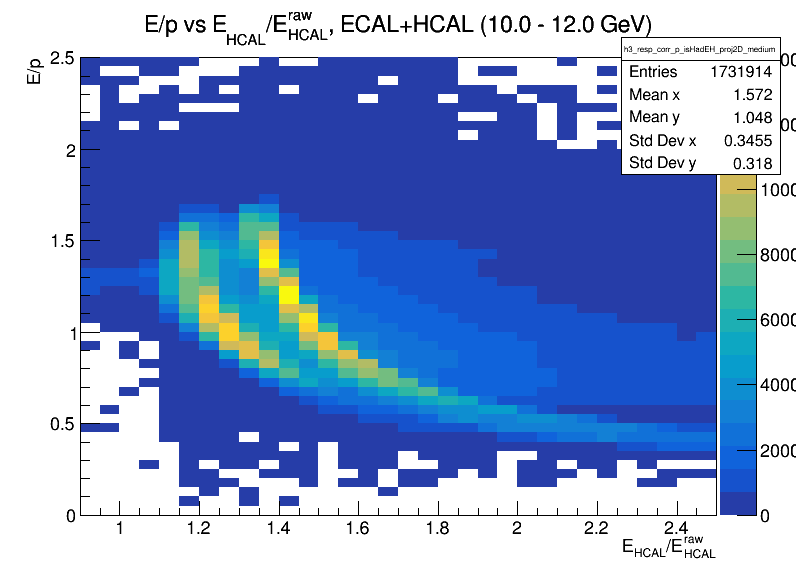 E/p vs E_HCAL/E^raw_HCAL, ECAL+HCAL (10.0 - 12.0 GeV)
h3_resp_corr_p_isHadEH_proj2D_medium
Entries 1731914
Mean x 1.572
Mean y 1.048
Std Dev x 0.3455
Std Dev y 0.318
E/p
2.5
2
1.5
1
0.5
0
1 1.2 1.4 1.6 1.8 2 2.2 2.4
E_HCAL/E^raw_HCAL
8000
6000
4000
2000
0